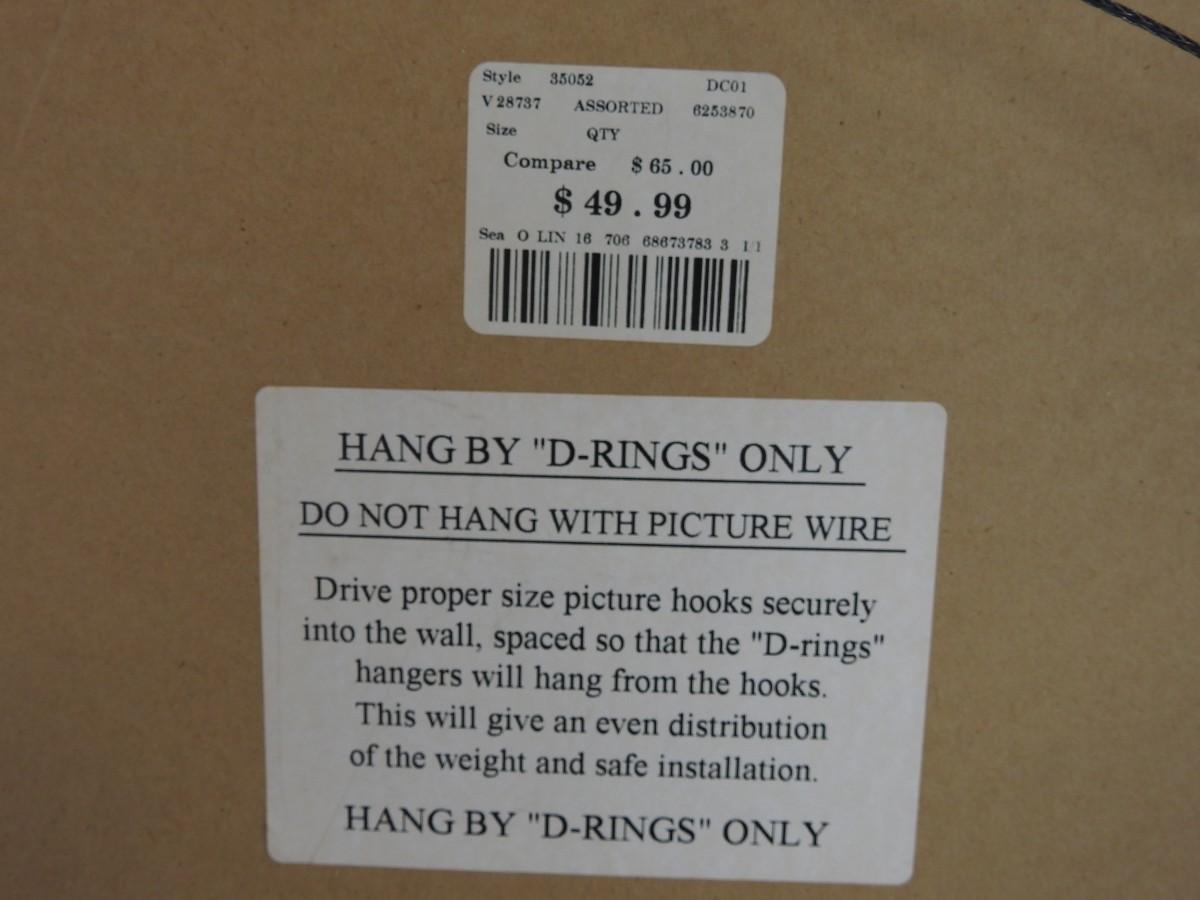 Style 35052 DC01
V 28737 ASSORTED 6253870
Size QTY
Compare $ 65 . 00
$ 49 . 99
Sea O LIN 16 706 68673783 3 1/1
HANG BY "D-RINGS" ONLY
DO NOT HANG WITH PICTURE WIRE
Drive proper size picture hooks securely
into the wall, spaced so that the "D-rings"
hangers will hang from the hooks.
This will give an even distribution
of the weight and safe installation.
HANG BY "D-RINGS" ONLY